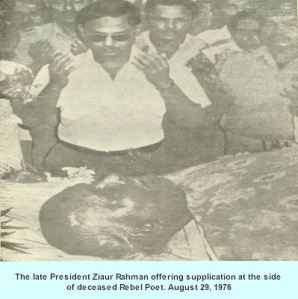 The late President Ziaur Rahman offering supplication at the side
of deceased Rebel Poet. August 29, 1976